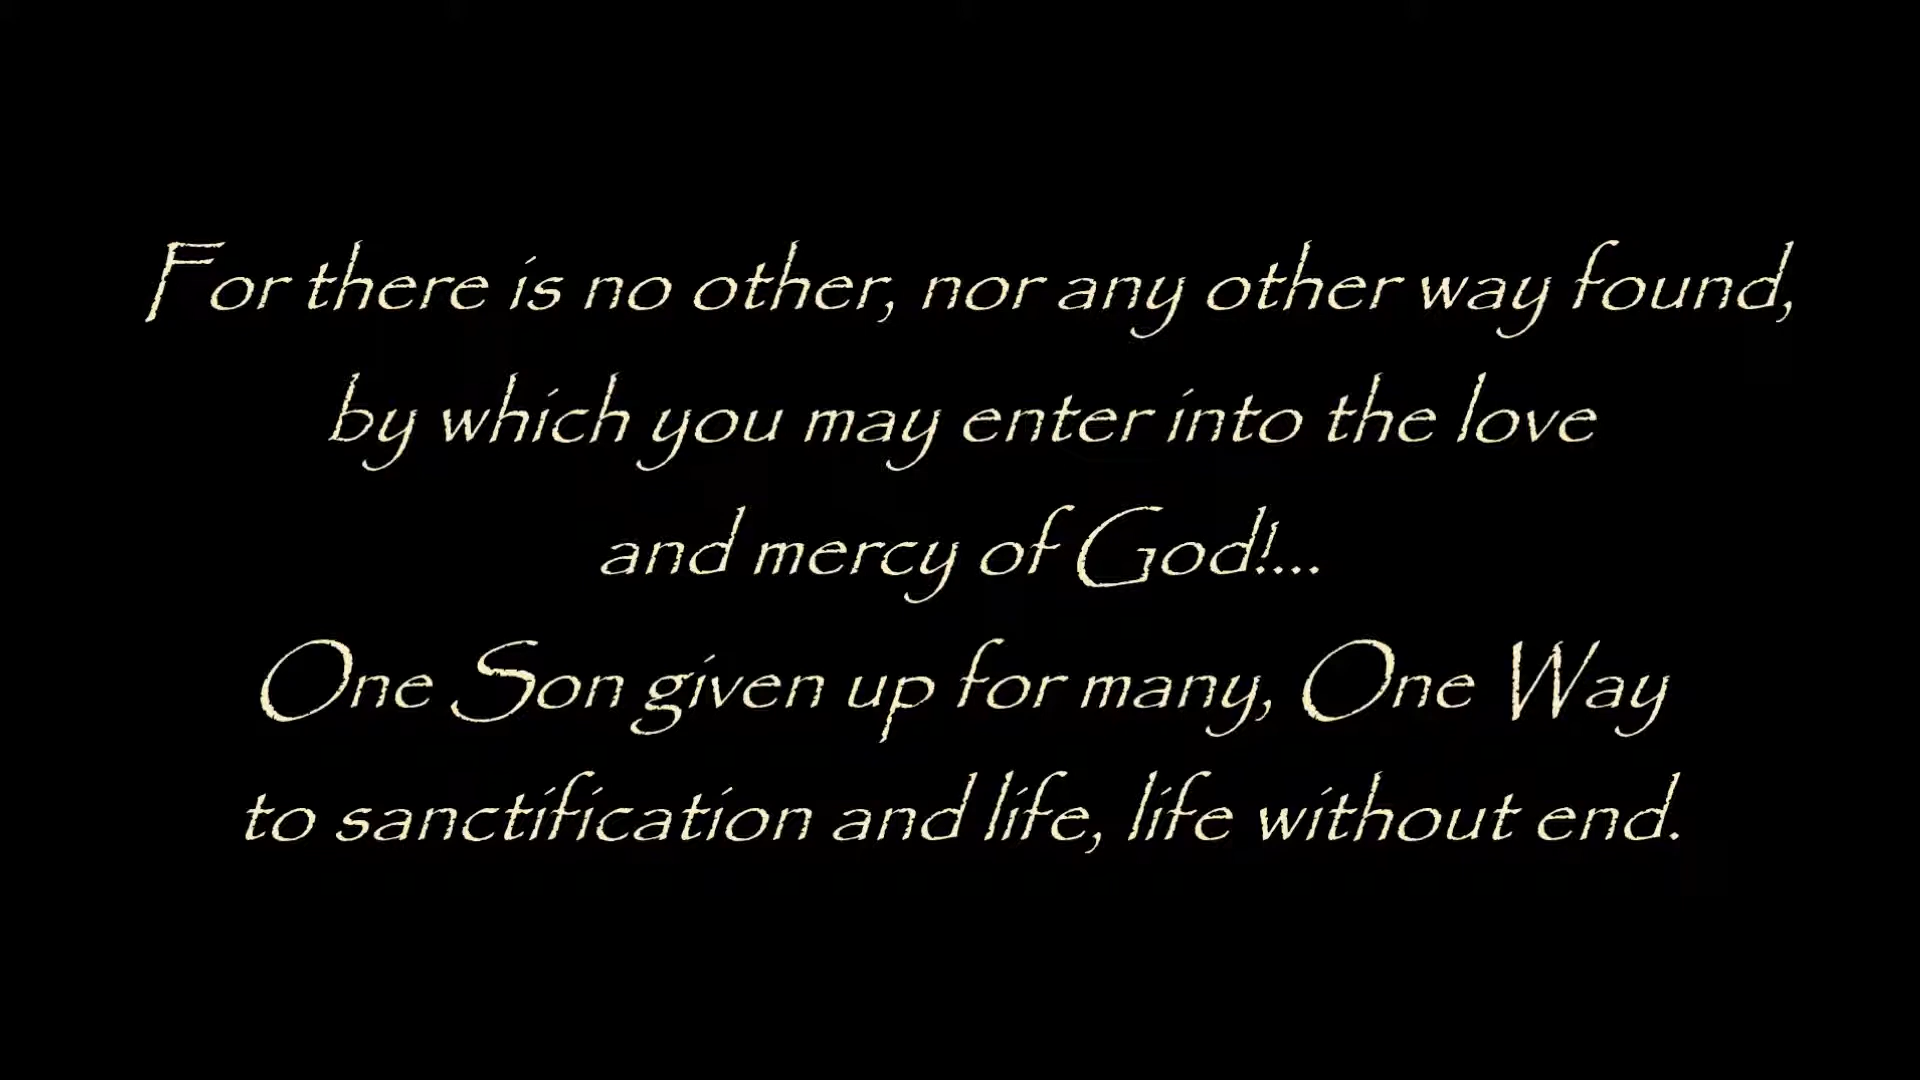 For there is no other, nor any other way found,
by which you may enter into the love
and mercy of God!...
One Son given up for many, One Way
to sanctification and life, life without end.